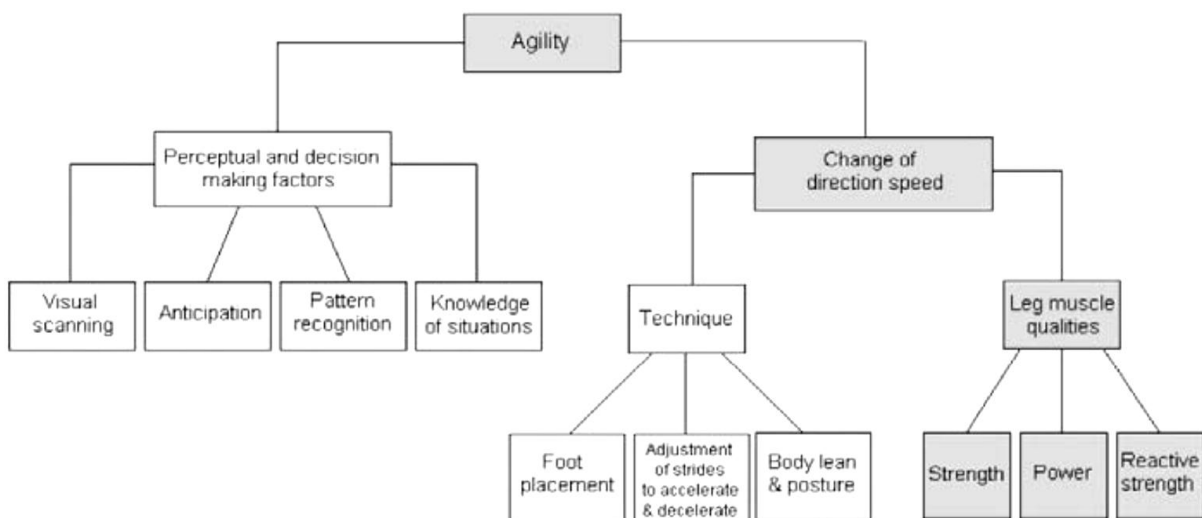 Agility
Perceptual and decision
making factors
Change of
direction speed
Visual
scanning
Anticipation
Pattern
recognition
Knowledge
of situations
Technique
Leg muscle
qualities
Foot
placement
Adjustment
of strides
to accelerate
& decelerate
Body lean
& posture
Strength
Power
Reactive
strength